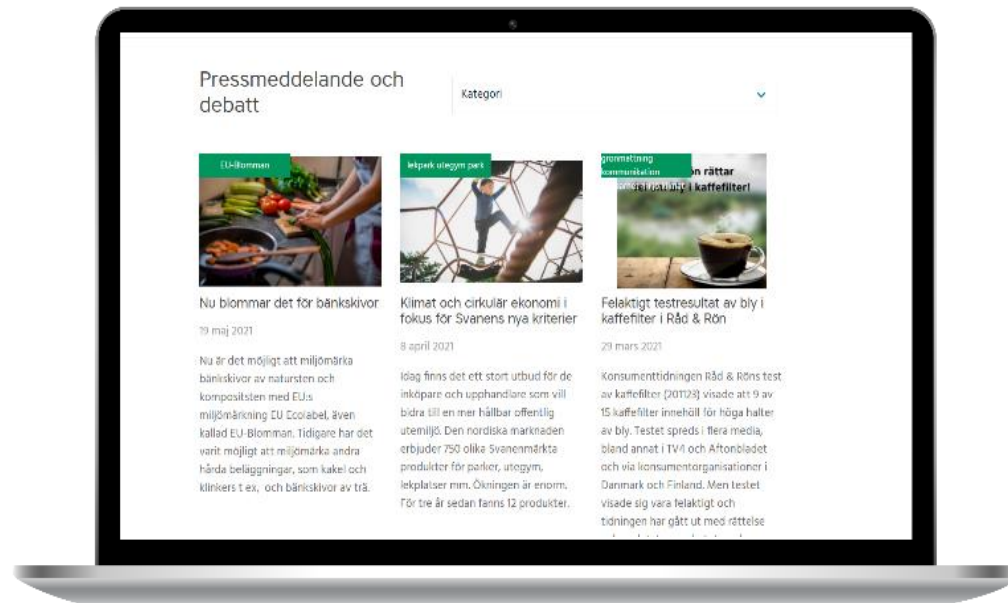 Pressmeddelande och
debatt
Kategori
EU-Blomman
Nu blommar det för bänkskivor
19 maj 2021
Nu är det möjligt att miljömärka
bänkskivor av natursten och
kompositsten med EU:s
miljömärkning EU Ecolabel, även
kallad EU-Blomman. Tidigare har det
varit möjligt att miljömärka andra
hårda beläggningar, som kakel och
klinkers t ex, och bänkskivor av trä.
lekpark utegym park
Klimat och cirkulär ekonomi i
fokus för Svanens nya kriterier
8 april 2021
Idag finns det ett stort utbud för de
inköpare och upphandlare som vill
bidra till en mer hållbar offentlig
utemiljö. Den nordiska marknaden
erbjuder 750 olika Svanenmärkta
produkter för parker, utegym,
lekplatser mm. Ökningen är enorm.
För tre år sedan fanns 12 produkter.
grönmattning
kommunikation
rättar
bly i kaffefilter!
Felaktigt testresultat av bly i
kaffefilter i Råd & Rön
29 mars 2021
Konsumenttidningen Råd & Röns test
av kaffefilter (201123) visade att 9 av
15 kaffefilter innehöll för höga halter
av bly. Testet spreds i flera media,
bland annat i TV4 och Aftonbladet
och via konsumentorganisationer i
Danmark och Finland. Men testet
visade sig vara felaktigt och
tidningen har gått ut med rättelse